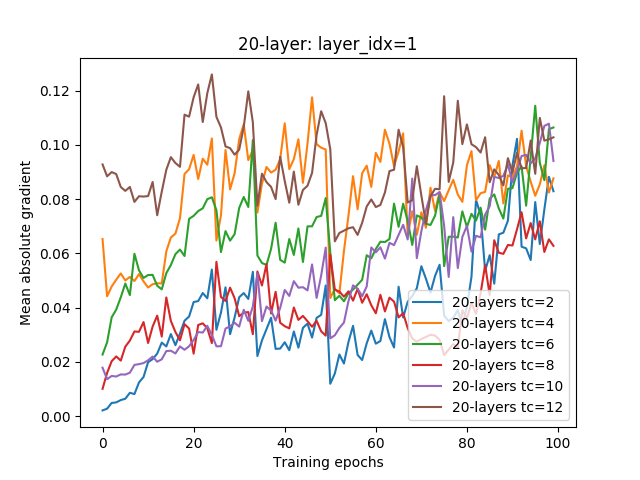 20-layer: layer_idx=1
Mean absolute gradient
0.12
0.10
0.08
0.06
0.04
0.02
0.00
20-layers tc=2
20-layers tc=4
20-layers tc=6
20-layers tc=8
20-layers tc=10
20-layers tc=12
0 20 40 60 80 100
Training epochs